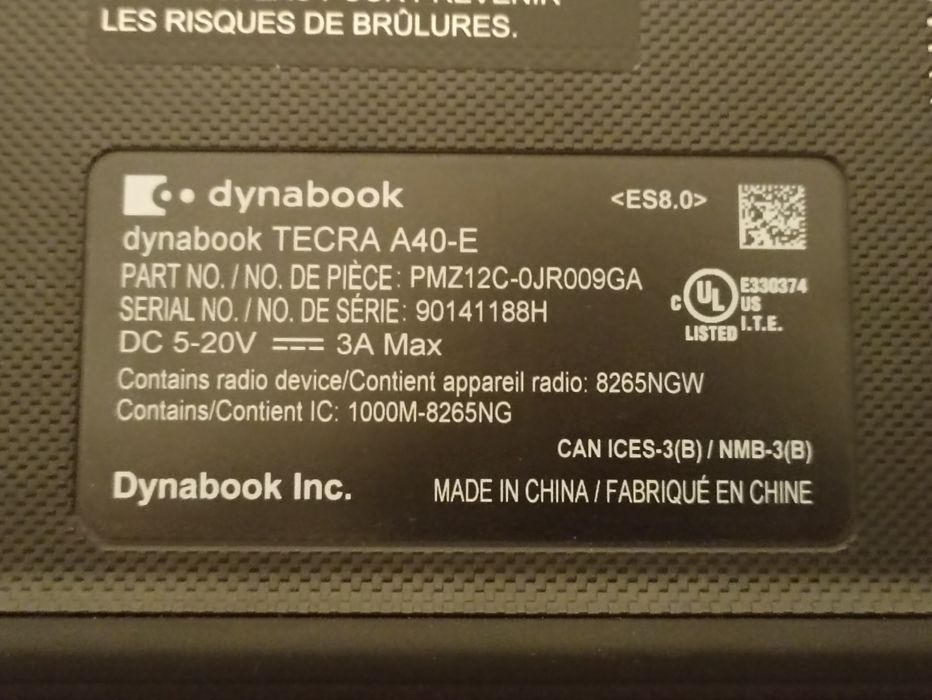 LES RISQUES DE BRÛLURES.
dynabook <ES8.0>
dynabook TECRA A40-E
PART NO. / NO. DE PIÈCE: PMZ12C-0JR009GA
SERIAL NO. / NO. DE SÉRIE: 90141188H
C UL LISTED E330374 US I.T.E.
DC 5-20V ⎓ 3A Max
Contains radio device/Contient appareil radio: 8265NGW
Contains/Contient IC: 1000M-8265NG
CAN ICES-3(B) / NMB-3(B)
Dynabook Inc. MADE IN CHINA / FABRIQUÉ EN CHINE